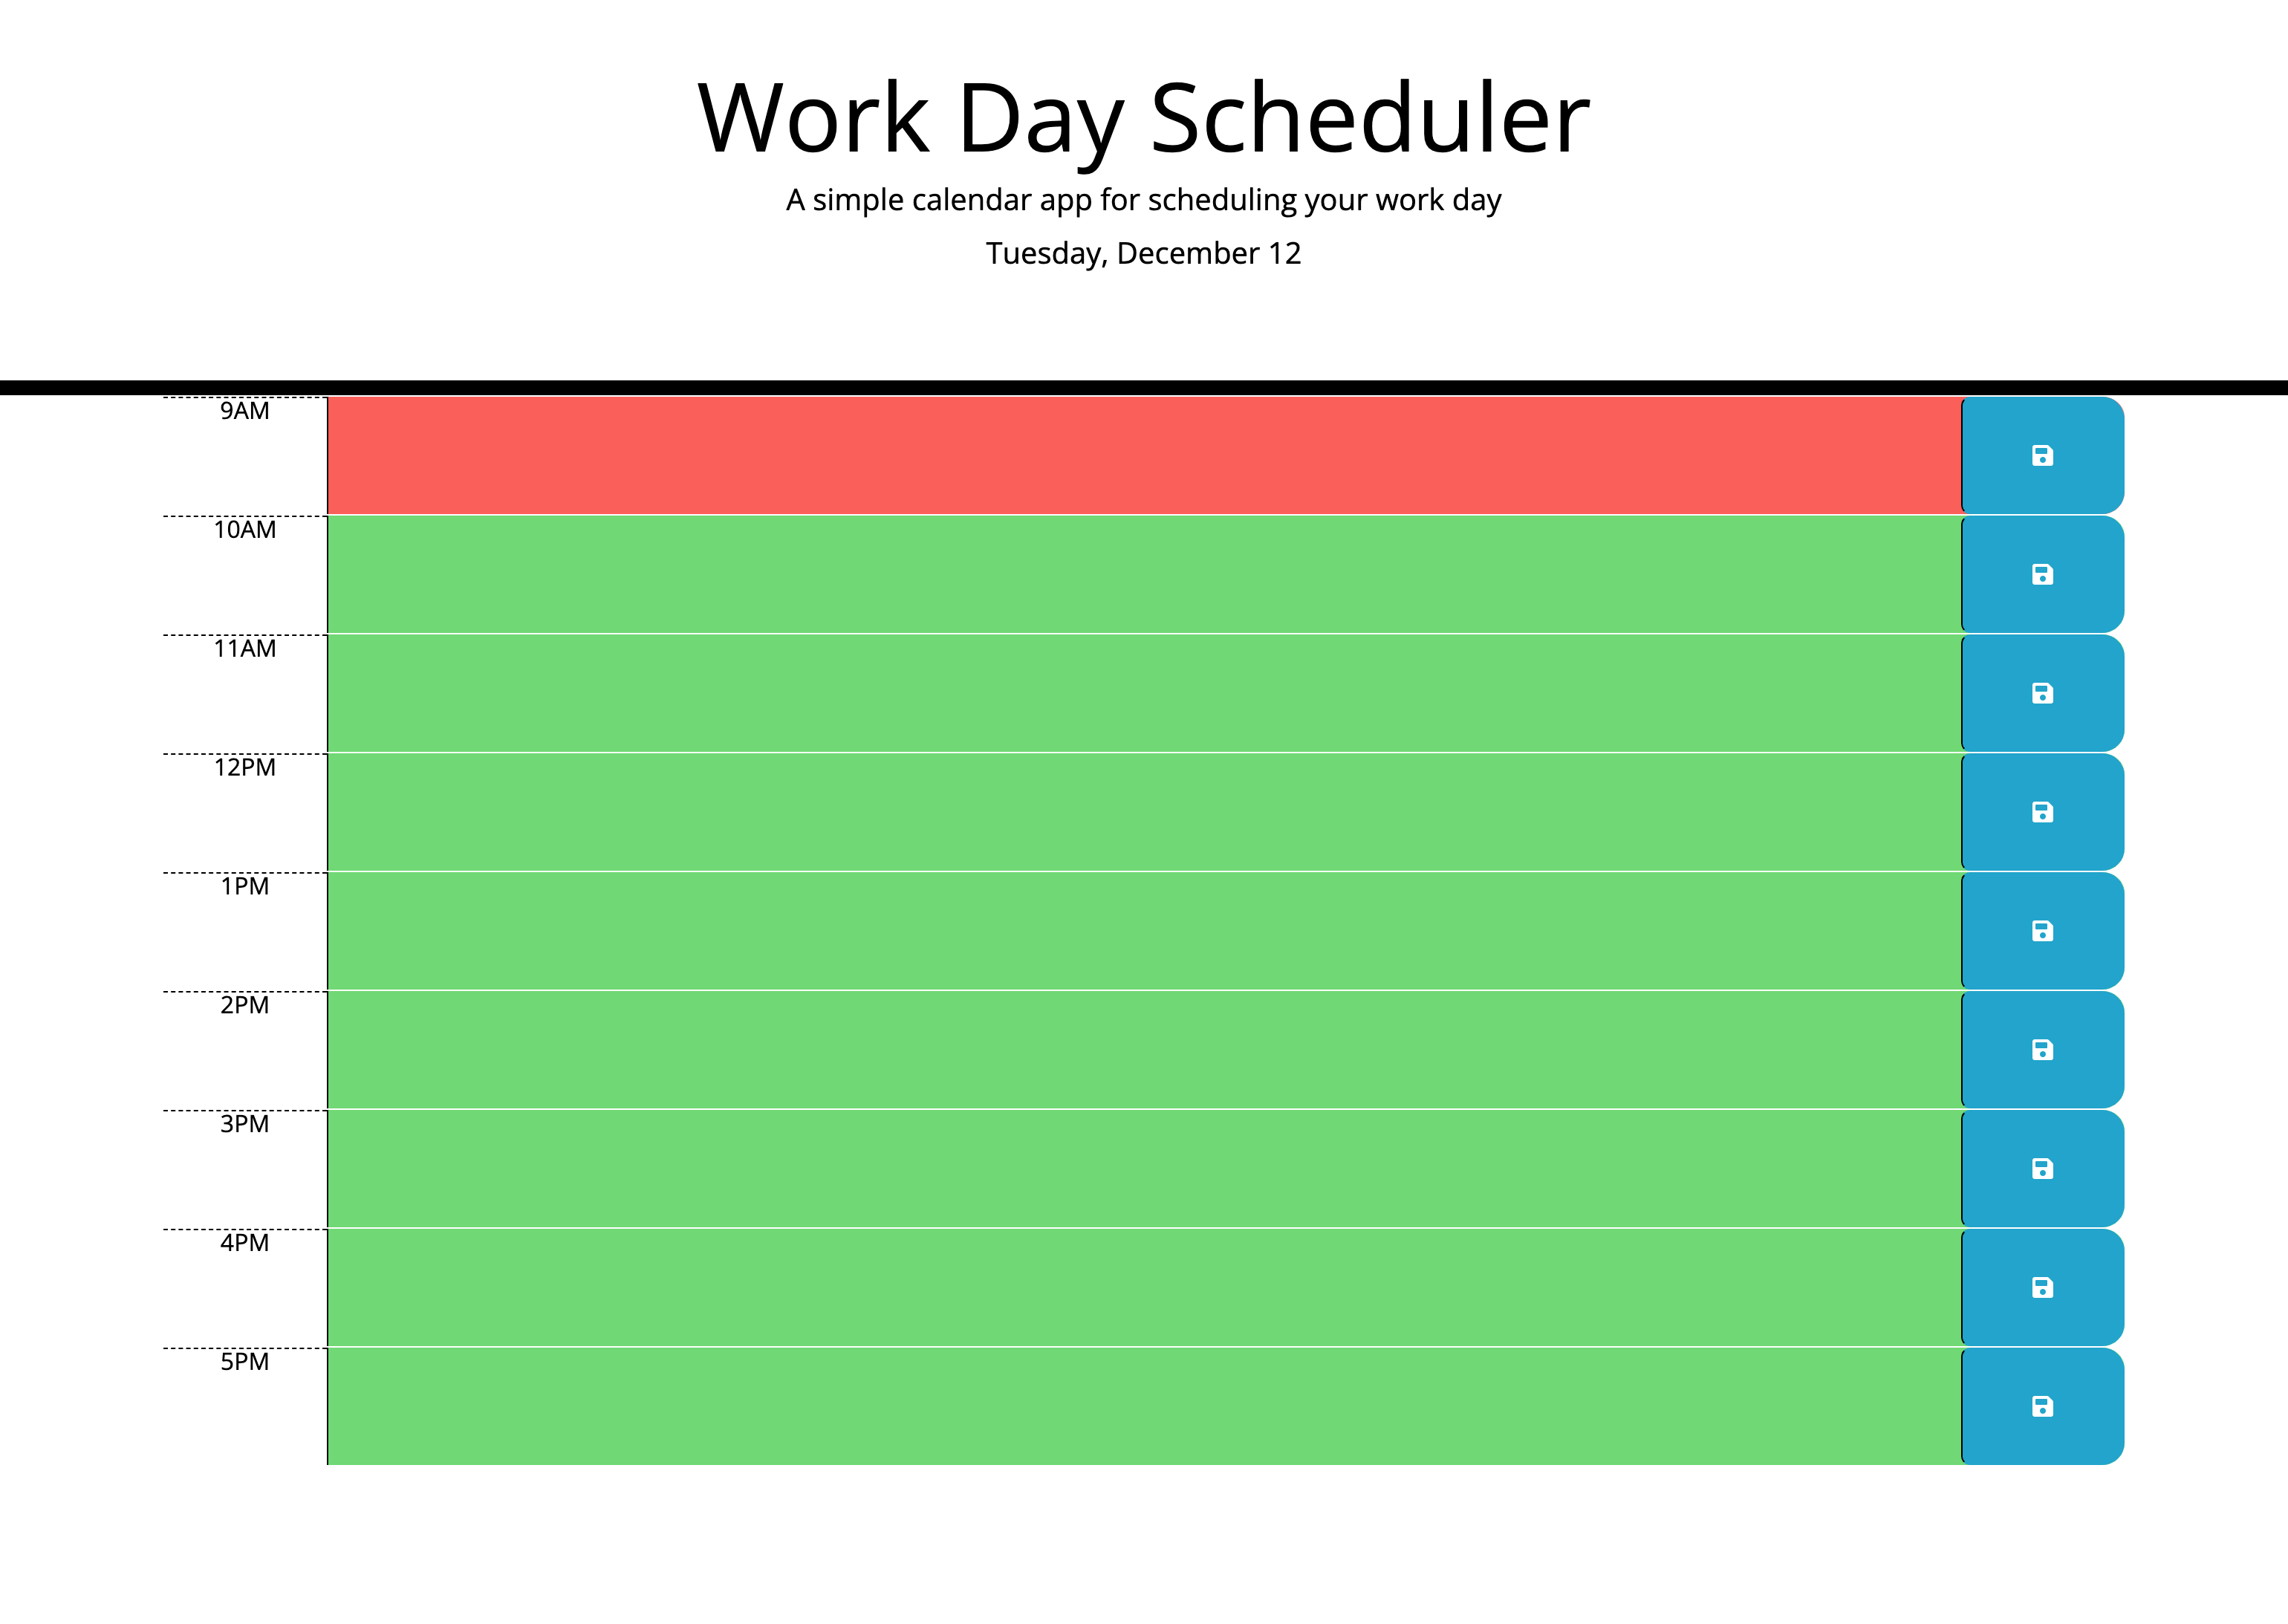 Work Day Scheduler
A simple calendar app for scheduling your work day
Tuesday, December 12
9AM
10AM
11AM
12PM
1PM
2PM
3PM
4PM
5PM